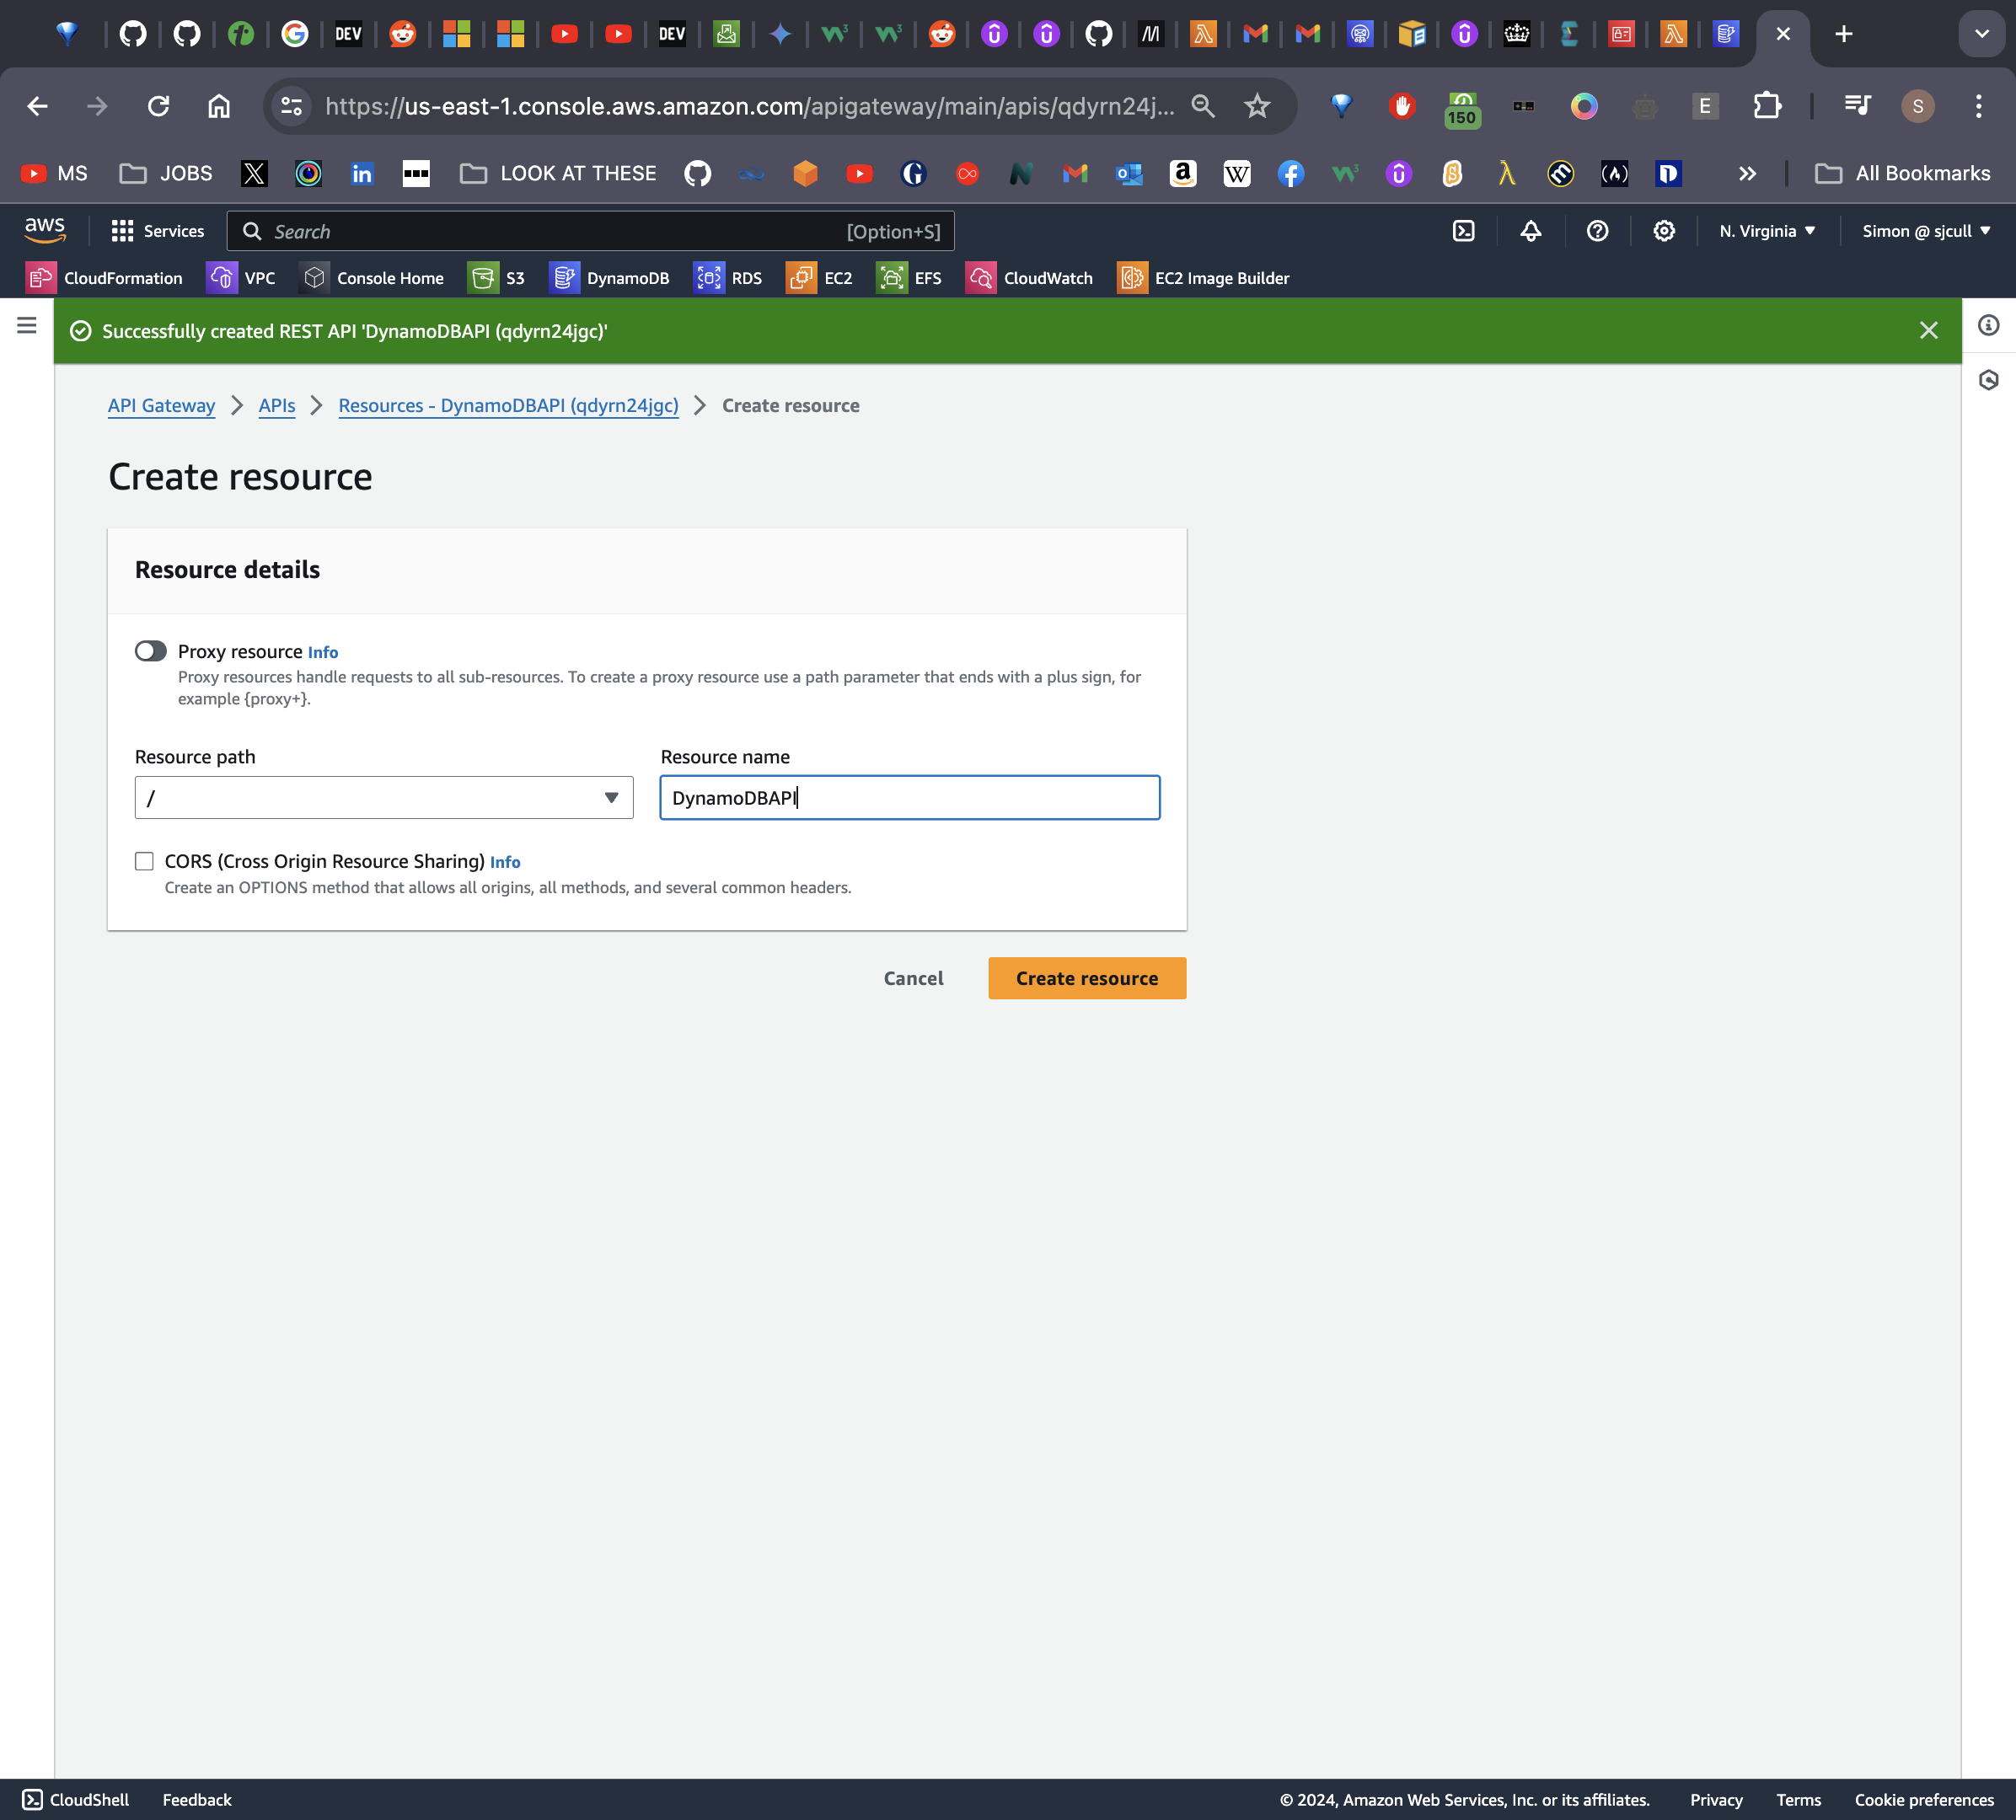 DEV
DEV
https://us-east-1.console.aws.amazon.com/apigateway/main/apis/qdyrn24j...
150
E
S
MS
JOBS
LOOK AT THESE
All Bookmarks
aws
Services
Search
[Option+S]
N. Virginia
Simon @ sjcull
CloudFormation
VPC
Console Home
S3
DynamoDB
RDS
EC2
EFS
CloudWatch
EC2 Image Builder
Successfully created REST API 'DynamoDBAPI (qdyrn24jgc)'
API Gateway
APIs
Resources - DynamoDBAPI (qdyrn24jgc)
Create resource
Create resource
Resource details
Proxy resource Info
Proxy resources handle requests to all sub-resources. To create a proxy resource use a path parameter that ends with a plus sign, for
example {proxy+}.
Resource path
Resource name
/
DynamoDBAPI
CORS (Cross Origin Resource Sharing) Info
Create an OPTIONS method that allows all origins, all methods, and several common headers.
Cancel
Create resource
CloudShell
Feedback
© 2024, Amazon Web Services, Inc. or its affiliates.
Privacy
Terms
Cookie preferences